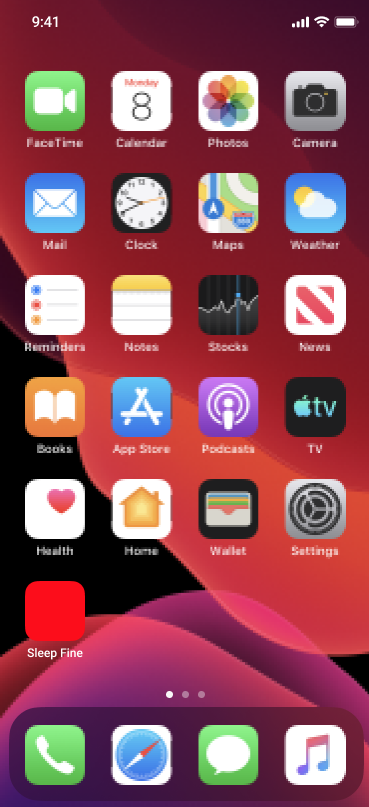 9:41
Monday
8
FaceTime Calendar Photos Camera
Mail Clock Maps Weather
Reminders Notes Stocks News
tv
Books App Store Podcasts TV
Health Home Wallet Settings
Sleep Fine